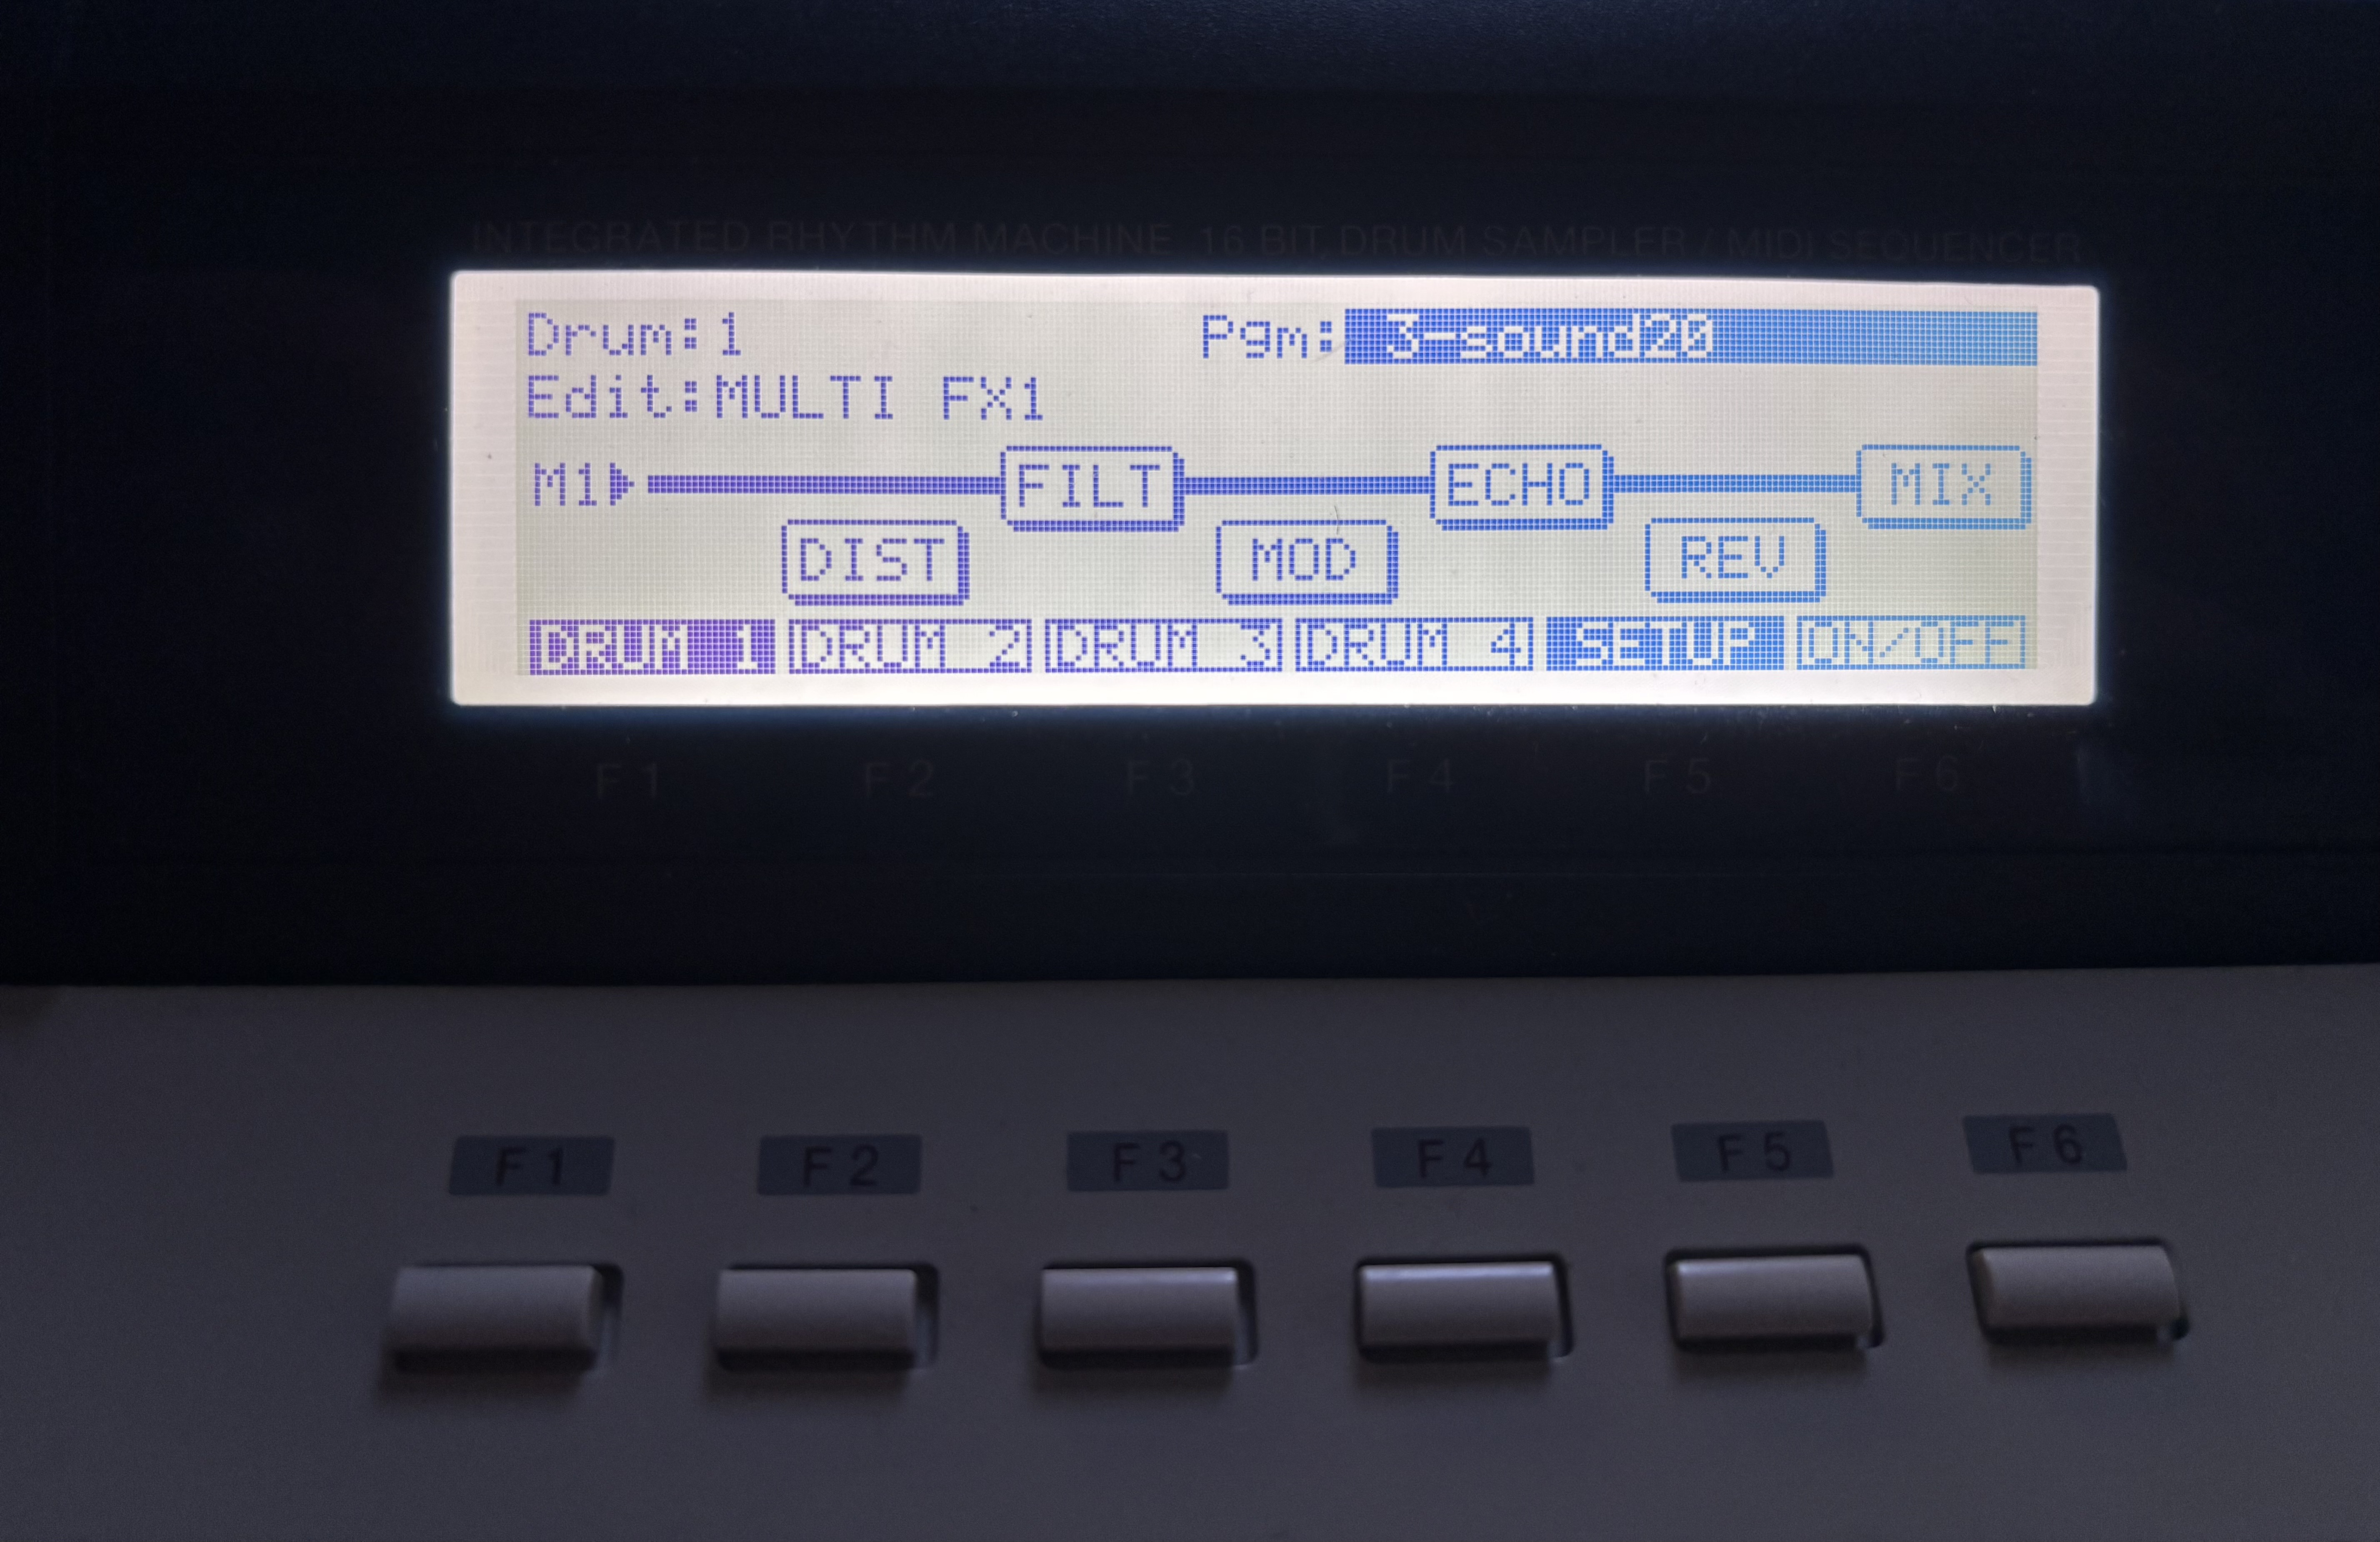 INTEGRATED RHYTHM MACHINE 16 BIT DRUM SAMPLER / MIDI SEQUENCER
Drum:1 Pgm: 3-sound20
Edit:MULTI FX1
M1 FILT ECHO MIX
DIST MOD REV
DRUM 1 DRUM 2 DRUM 3 DRUM 4 SETUP ON/OFF
F1 F2 F3 F4 F5 F6
F1 F2 F3 F4 F5 F6